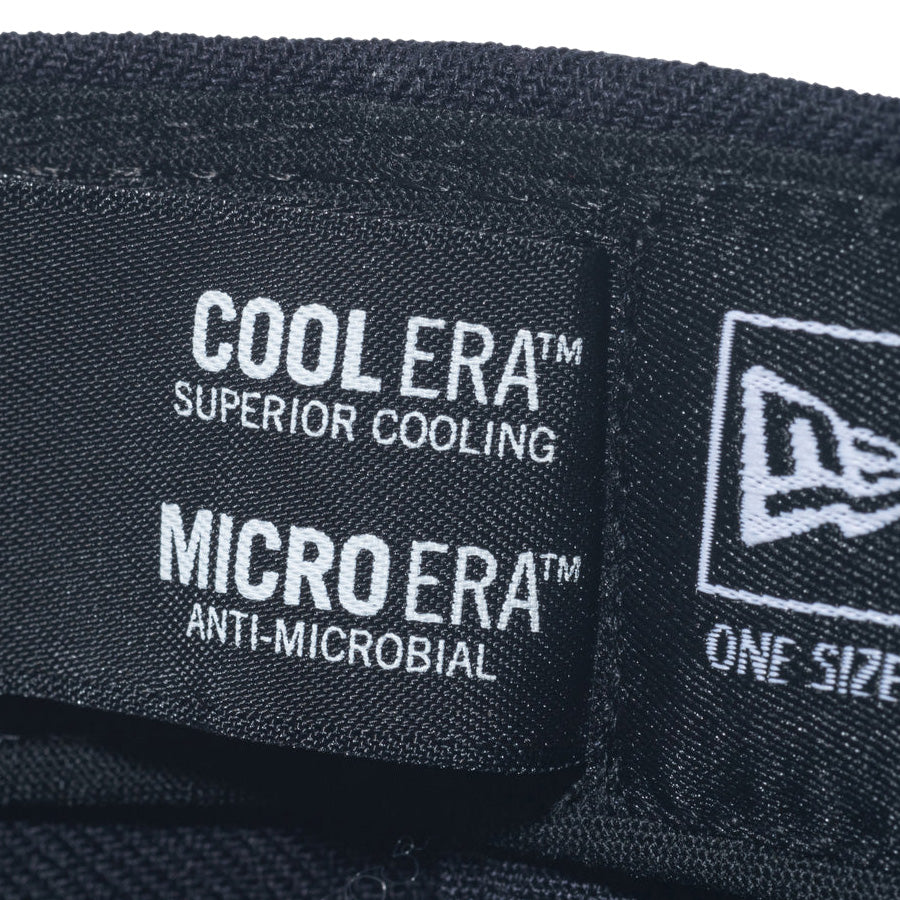 COOL ERA™
SUPERIOR COOLING
MICRO ERA™
ANTI-MICROBIAL
ONE SIZE